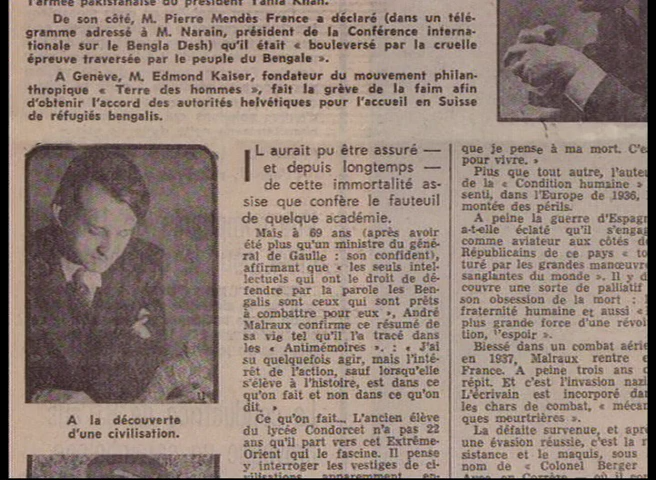 l'armée pakistanaise du président Yahia Khan.
De son côté, M. Pierre Mendès France a déclaré (dans un télé-
gramme adressé à M. Narain, président de la Conférence interna-
tionale sur le Bengla Desh) qu'il était « bouleversé par la cruelle
épreuve traversée par le peuple du Bengale ».
A Genève, M. Edmond Kaiser, fondateur du mouvement philan-
thropique « Terre des hommes », fait la grève de la faim afin
d'obtenir l'accord des autorités helvétiques pour l'accueil en Suisse
de réfugiés bengalis.
A la découverte
d'une civilisation.
IL aurait pu être assuré —
et depuis longtemps —
de cette immortalité as-
sise que confère le fauteuil
de quelque académie.
Mais à 69 ans (après avoir
été plus qu'un ministre du géné-
ral de Gaulle : son confident),
affirmant que « les seuls intel-
lectuels qui ont le droit de dé-
fendre par la parole les Ben-
galis sont ceux qui sont prêts
à combattre pour eux », André
Malraux confirme ce résumé de
sa vie tel qu'il l'a tracé dans
les « Antimémoires ». : « J'ai
su quelquefois agir, mais l'inté-
rêt de l'action, sauf lorsqu'elle
s'élève à l'histoire, est dans ce
qu'on fait et non dans ce qu'on
dit. »
Ce qu'on fait... L'ancien élève
du lycée Condorcet n'a pas 22
ans qu'il part vers cet Extrême-
Orient qui le fascine. Il pense
y interroger les vestiges de ci-
vilisations apparemment en-
que je pense à ma mort. C'e
pour vivre. »
Plus que tout autre, l'aute
de la « Condition humaine »
senti, dans l'Europe de 1936,
montée des périls.
A peine la guerre d'Espag
a-t-elle éclaté qu'il s'engag
comme aviateur aux côtés d
Républicains de ce pays « to
turé par les grandes manœuvr
sanglantes du monde ». Il y d
couvre une sorte de palliatif
son obsession de la mort : l
fraternité humaine et aussi «
plus grande force d'une révol
tion, l'espoir ».
Blessé dans un combat aérie
en 1937, Malraux rentre e
France. A peine trois ans d
répit. Et c'est l'invasion nazi
L'écrivain est incorporé da
les chars de combat, « mécan
ques meurtrières ».
La défaite survenue, et apr
une évasion réussie, c'est la r
sistance et le maquis, sous
nom de « Colonel Berger
Avec en Corrèze — où il con